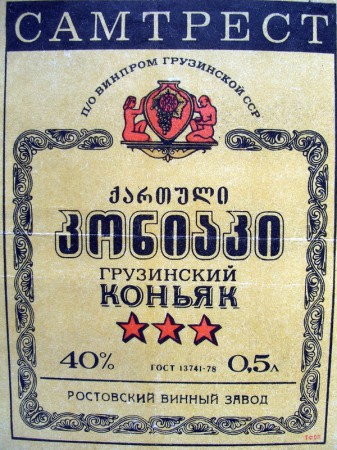 САМТРЕСТ
П/О ВИНПРОМ ГРУЗИНСКОЙ ССР
ქართული
კონიაკი
ГРУЗИНСКИЙ
КОНЬЯК
40% ГОСТ 13741-78 0,5л
РОСТОВСКИЙ ВИННЫЙ ЗАВОД